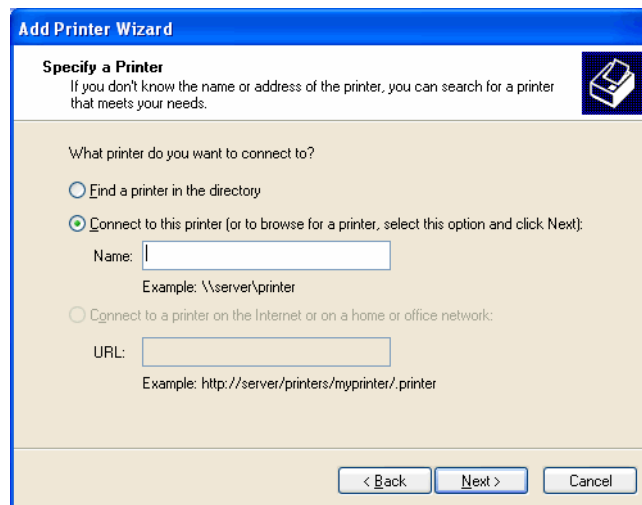 Add Printer Wizard
Specify a Printer
If you don't know the name or address of the printer, you can search for a printer
that meets your needs.
What printer do you want to connect to?
Find a printer in the directory
Connect to this printer (or to browse for a printer, select this option and click Next):
Name:
Example: \\server\printer
Connect to a printer on the Internet or on a home or office network:
URL:
Example: http://server/printers/myprinter/.printer
< Back
Next >
Cancel